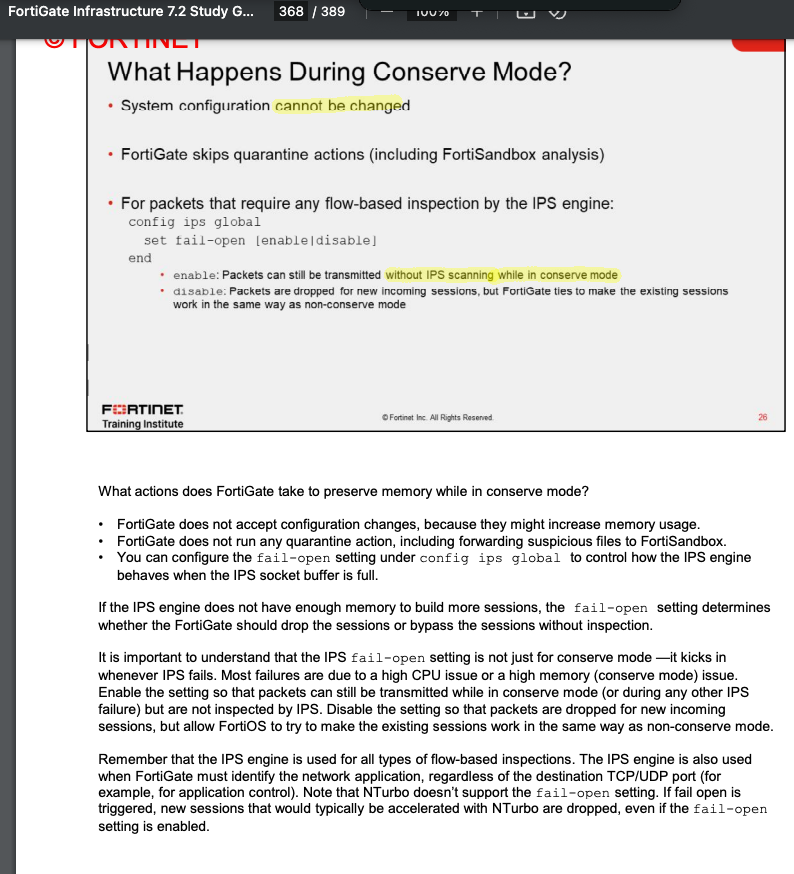 FortiGate Infrastructure 7.2 Study G...
368 / 389
100%
© FORTINET
What Happens During Conserve Mode?
• System configuration cannot be changed
• FortiGate skips quarantine actions (including FortiSandbox analysis)
• For packets that require any flow-based inspection by the IPS engine:
config ips global
set fail-open [enable|disable]
end
• enable: Packets can still be transmitted without IPS scanning while in conserve mode
• disable: Packets are dropped for new incoming sessions, but FortiGate ties to make the existing sessions
work in the same way as non-conserve mode
FORTINET
Training Institute
© Fortinet Inc. All Rights Reserved.
26
What actions does FortiGate take to preserve memory while in conserve mode?
• FortiGate does not accept configuration changes, because they might increase memory usage.
• FortiGate does not run any quarantine action, including forwarding suspicious files to FortiSandbox.
• You can configure the fail-open setting under config ips global to control how the IPS engine
behaves when the IPS socket buffer is full.
If the IPS engine does not have enough memory to build more sessions, the fail-open setting determines
whether the FortiGate should drop the sessions or bypass the sessions without inspection.
It is important to understand that the IPS fail-open setting is not just for conserve mode —it kicks in
whenever IPS fails. Most failures are due to a high CPU issue or a high memory (conserve mode) issue.
Enable the setting so that packets can still be transmitted while in conserve mode (or during any other IPS
failure) but are not inspected by IPS. Disable the setting so that packets are dropped for new incoming
sessions, but allow FortiOS to try to make the existing sessions work in the same way as non-conserve mode.
Remember that the IPS engine is used for all types of flow-based inspections. The IPS engine is also used
when FortiGate must identify the network application, regardless of the destination TCP/UDP port (for
example, for application control). Note that NTurbo doesn't support the fail-open setting. If fail open is
triggered, new sessions that would typically be accelerated with NTurbo are dropped, even if the fail-open
setting is enabled.